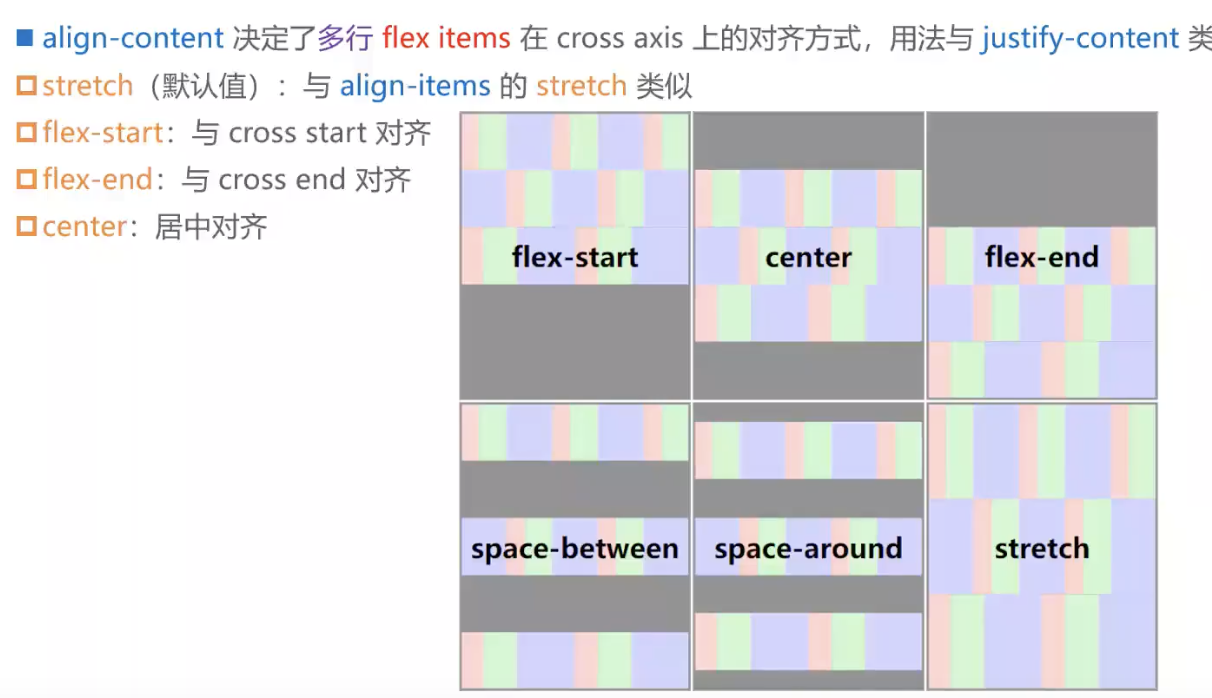 align-content 决定了多行 flex items 在 cross axis 上的对齐方式，用法与 justify-content 类
stretch（默认值）：与 align-items 的 stretch 类似
flex-start：与 cross start 对齐
flex-end：与 cross end 对齐
center：居中对齐
flex-start center flex-end
space-between space-around stretch